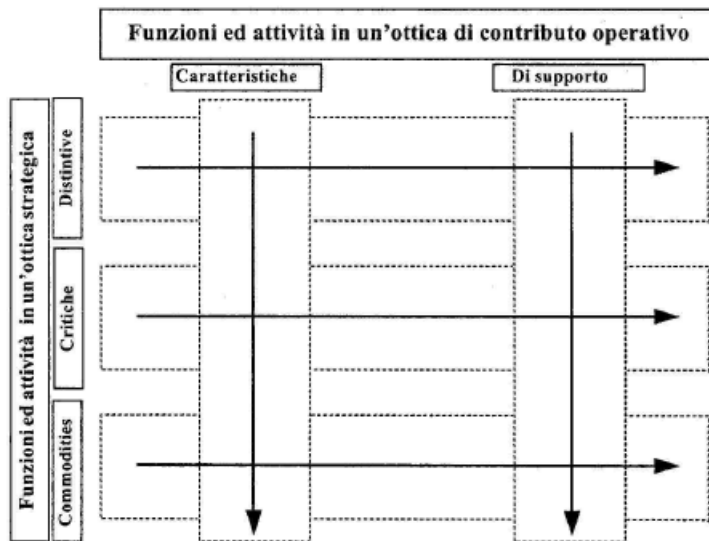 Funzioni ed attività in un'ottica di contributo operativo
Caratteristiche
Di supporto
Funzioni ed attività in un'ottica strategica
Distintive
Critiche
Commodities